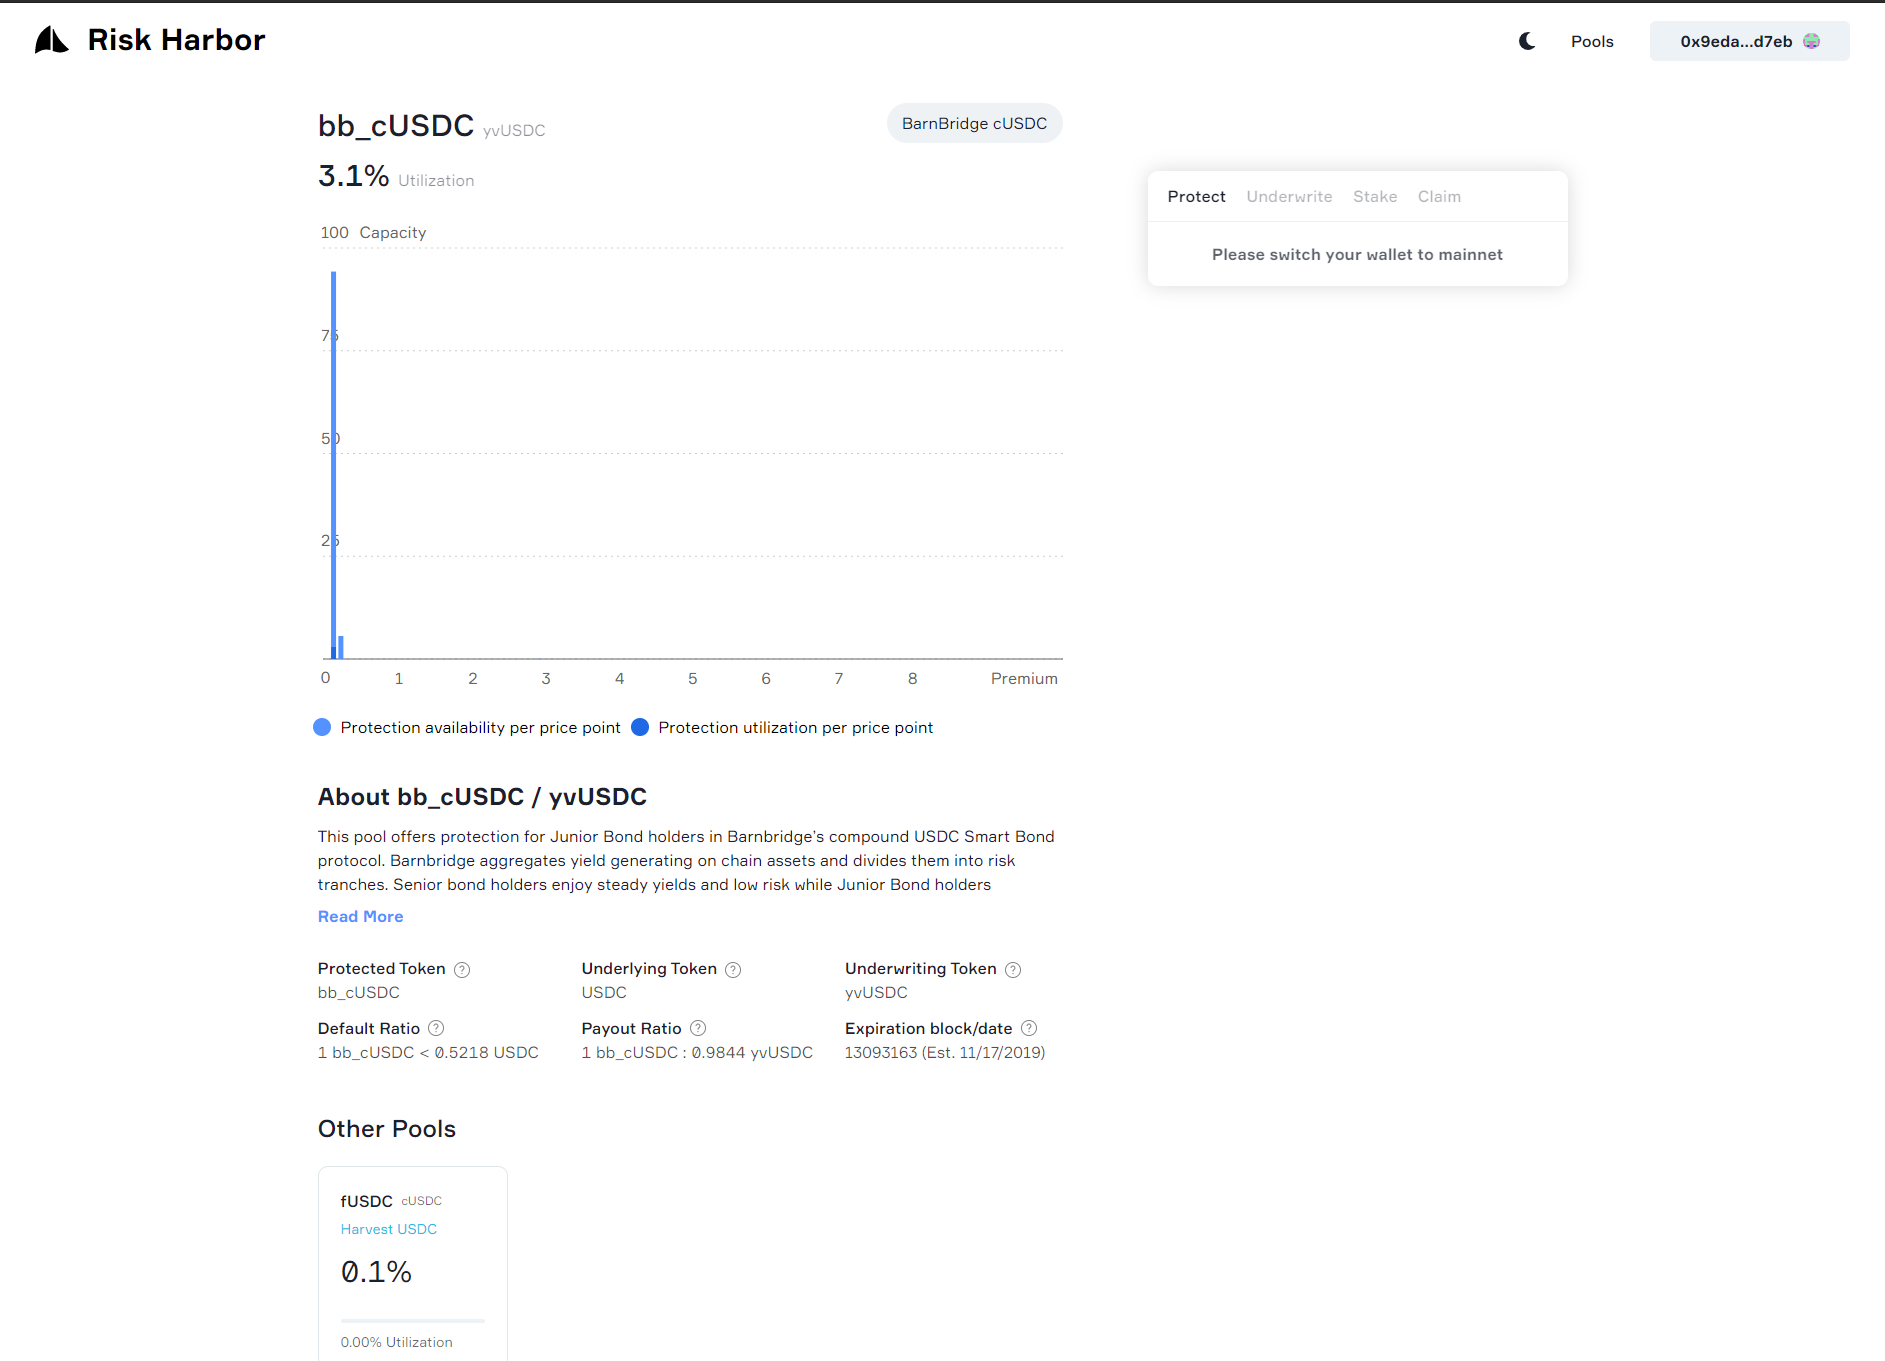 Risk Harbor
Pools
0x9eda...d7eb
bb_cUSDC yvUSDC
BarnBridge cUSDC
3.1% Utilization
Protect Underwrite Stake Claim
Please switch your wallet to mainnet
100 Capacity
75
50
25
0 1 2 3 4 5 6 7 8 Premium
Protection availability per price point Protection utilization per price point
About bb_cUSDC / yvUSDC
This pool offers protection for Junior Bond holders in Barnbridge's compound USDC Smart Bond
protocol. Barnbridge aggregates yield generating on chain assets and divides them into risk
tranches. Senior bond holders enjoy steady yields and low risk while Junior Bond holders
Read More
Protected Token ? Underlying Token ? Underwriting Token ?
bb_cUSDC USDC yvUSDC
Default Ratio ? Payout Ratio ? Expiration block/date ?
1 bb_cUSDC < 0.5218 USDC 1 bb_cUSDC : 0.9844 yvUSDC 13093163 (Est. 11/17/2019)
Other Pools
fUSDC cUSDC
Harvest USDC
0.1%
0.00% Utilization